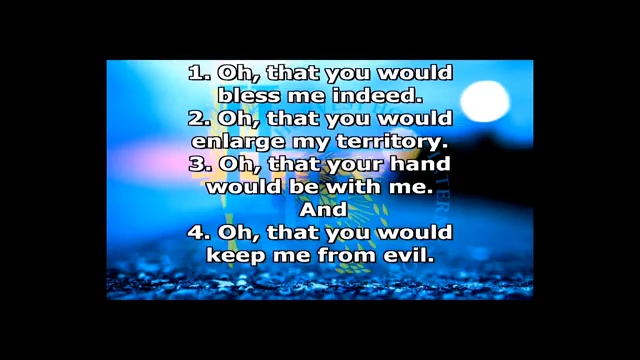 1. Oh, that you would
bless me indeed.
2. Oh, that you would
enlarge my territory.
3. Oh, that your hand
would be with me.
And
4. Oh, that you would
keep me from evil.